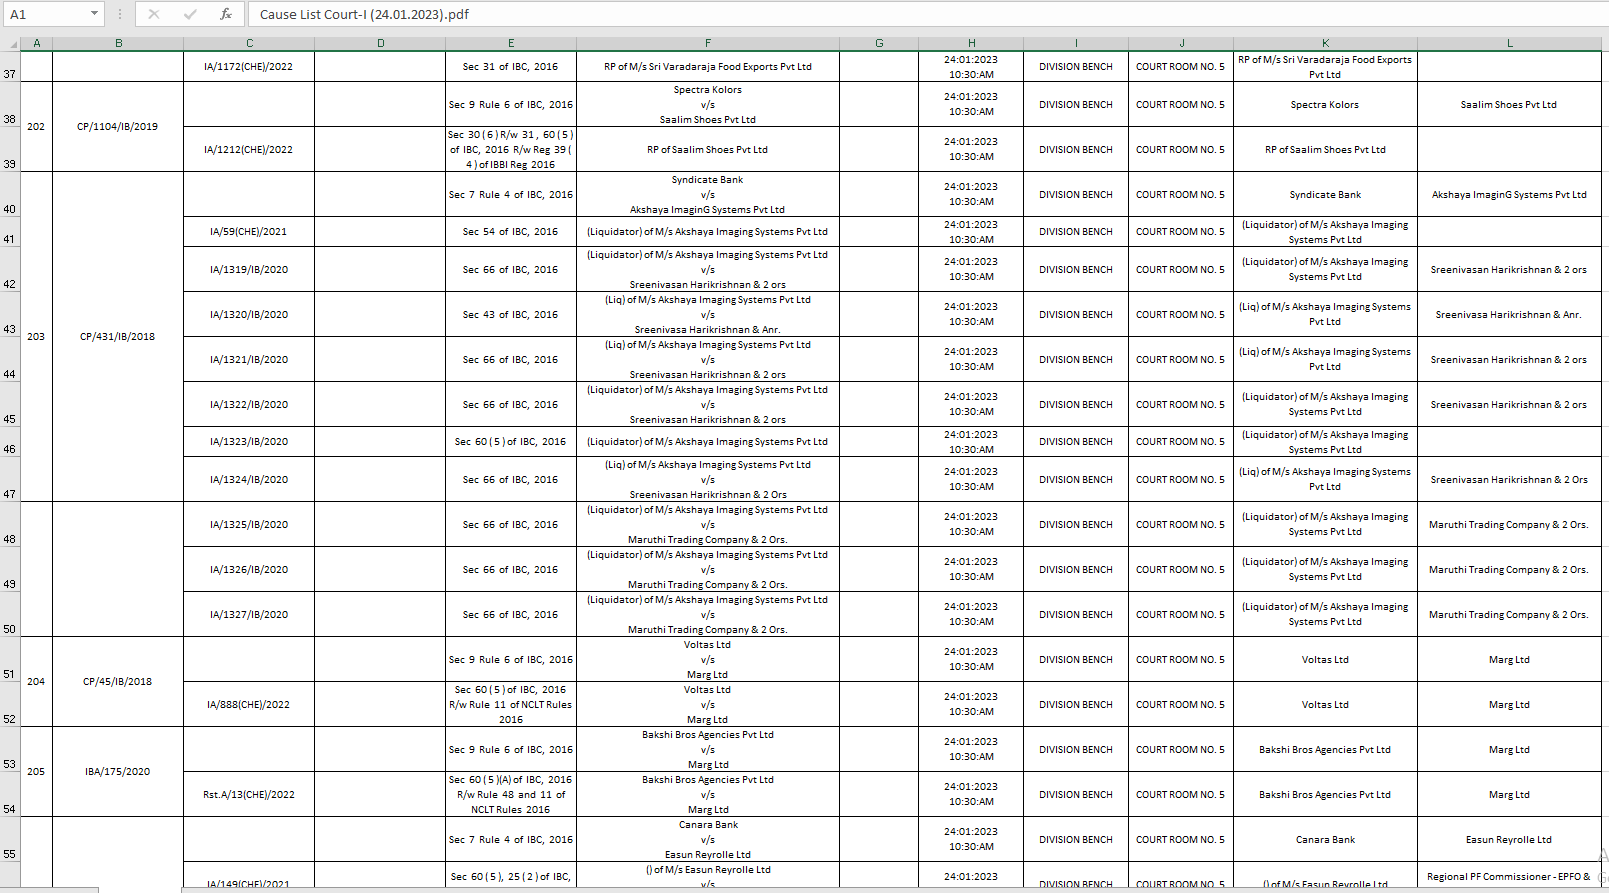 A1 fx Cause List Court-I (24.01.2023).pdf
A B C D E F G H I J K L
37 IA/1172(CHE)/2022 Sec 31 of IBC, 2016 RP of M/s Sri Varadaraja Food Exports Pvt Ltd 24:01:2023 10:30:AM DIVISION BENCH COURT ROOM NO. 5 RP of M/s Sri Varadaraja Food Exports Pvt Ltd
202 CP/1104/IB/2019
38 Sec 9 Rule 6 of IBC, 2016 Spectra Kolors v/s Saalim Shoes Pvt Ltd 24:01:2023 10:30:AM DIVISION BENCH COURT ROOM NO. 5 Spectra Kolors Saalim Shoes Pvt Ltd
39 IA/1212(CHE)/2022 Sec 30 ( 6 ) R/w 31 , 60 ( 5 ) of IBC, 2016 R/w Reg 39 ( 4 ) of IBBI Reg 2016 RP of Saalim Shoes Pvt Ltd 24:01:2023 10:30:AM DIVISION BENCH COURT ROOM NO. 5 RP of Saalim Shoes Pvt Ltd
203 CP/431/IB/2018
40 Sec 7 Rule 4 of IBC, 2016 Syndicate Bank v/s Akshaya ImaginG Systems Pvt Ltd 24:01:2023 10:30:AM DIVISION BENCH COURT ROOM NO. 5 Syndicate Bank Akshaya ImaginG Systems Pvt Ltd
41 IA/59(CHE)/2021 Sec 54 of IBC, 2016 (Liquidator) of M/s Akshaya Imaging Systems Pvt Ltd 24:01:2023 10:30:AM DIVISION BENCH COURT ROOM NO. 5 (Liquidator) of M/s Akshaya Imaging Systems Pvt Ltd
42 IA/1319/IB/2020 Sec 66 of IBC, 2016 (Liquidator) of M/s Akshaya Imaging Systems Pvt Ltd v/s Sreenivasan Harikrishnan & 2 ors 24:01:2023 10:30:AM DIVISION BENCH COURT ROOM NO. 5 (Liquidator) of M/s Akshaya Imaging Systems Pvt Ltd Sreenivasan Harikrishnan & 2 ors
43 IA/1320/IB/2020 Sec 43 of IBC, 2016 (Liq) of M/s Akshaya Imaging Systems Pvt Ltd v/s Sreenivasa Harikrishnan & Anr. 24:01:2023 10:30:AM DIVISION BENCH COURT ROOM NO. 5 (Liq) of M/s Akshaya Imaging Systems Pvt Ltd Sreenivasa Harikrishnan & Anr.
44 IA/1321/IB/2020 Sec 66 of IBC, 2016 (Liq) of M/s Akshaya Imaging Systems Pvt Ltd v/s Sreenivasan Harikrishnan & 2 ors 24:01:2023 10:30:AM DIVISION BENCH COURT ROOM NO. 5 (Liq) of M/s Akshaya Imaging Systems Pvt Ltd Sreenivasan Harikrishnan & 2 ors
45 IA/1322/IB/2020 Sec 66 of IBC, 2016 (Liquidator) of M/s Akshaya Imaging Systems Pvt Ltd v/s Sreenivasan Harikrishnan & 2 ors 24:01:2023 10:30:AM DIVISION BENCH COURT ROOM NO. 5 (Liquidator) of M/s Akshaya Imaging Systems Pvt Ltd Sreenivasan Harikrishnan & 2 ors
46 IA/1323/IB/2020 Sec 60 ( 5 ) of IBC, 2016 (Liquidator) of M/s Akshaya Imaging Systems Pvt Ltd 24:01:2023 10:30:AM DIVISION BENCH COURT ROOM NO. 5 (Liquidator) of M/s Akshaya Imaging Systems Pvt Ltd
47 IA/1324/IB/2020 Sec 66 of IBC, 2016 (Liq) of M/s Akshaya Imaging Systems Pvt Ltd v/s Sreenivasan Harikrishnan & 2 Ors 24:01:2023 10:30:AM DIVISION BENCH COURT ROOM NO. 5 (Liq) of M/s Akshaya Imaging Systems Pvt Ltd Sreenivasan Harikrishnan & 2 Ors
48 IA/1325/IB/2020 Sec 66 of IBC, 2016 (Liquidator) of M/s Akshaya Imaging Systems Pvt Ltd v/s Maruthi Trading Company & 2 Ors. 24:01:2023 10:30:AM DIVISION BENCH COURT ROOM NO. 5 (Liquidator) of M/s Akshaya Imaging Systems Pvt Ltd Maruthi Trading Company & 2 Ors.
49 IA/1326/IB/2020 Sec 66 of IBC, 2016 (Liquidator) of M/s Akshaya Imaging Systems Pvt Ltd v/s Maruthi Trading Company & 2 Ors. 24:01:2023 10:30:AM DIVISION BENCH COURT ROOM NO. 5 (Liquidator) of M/s Akshaya Imaging Systems Pvt Ltd Maruthi Trading Company & 2 Ors.
50 IA/1327/IB/2020 Sec 66 of IBC, 2016 (Liquidator) of M/s Akshaya Imaging Systems Pvt Ltd v/s Maruthi Trading Company & 2 Ors. 24:01:2023 10:30:AM DIVISION BENCH COURT ROOM NO. 5 (Liquidator) of M/s Akshaya Imaging Systems Pvt Ltd Maruthi Trading Company & 2 Ors.
204 CP/45/IB/2018
51 Sec 9 Rule 6 of IBC, 2016 Voltas Ltd v/s Marg Ltd 24:01:2023 10:30:AM DIVISION BENCH COURT ROOM NO. 5 Voltas Ltd Marg Ltd
52 IA/888(CHE)/2022 Sec 60 ( 5 ) of IBC, 2016 R/w Rule 11 of NCLT Rules 2016 Voltas Ltd v/s Marg Ltd 24:01:2023 10:30:AM DIVISION BENCH COURT ROOM NO. 5 Voltas Ltd Marg Ltd
205 IBA/175/2020
53 Sec 9 Rule 6 of IBC, 2016 Bakshi Bros Agencies Pvt Ltd v/s Marg Ltd 24:01:2023 10:30:AM DIVISION BENCH COURT ROOM NO. 5 Bakshi Bros Agencies Pvt Ltd Marg Ltd
54 Rst.A/13(CHE)/2022 Sec 60 ( 5 )(A) of IBC, 2016 R/w Rule 48 and 11 of NCLT Rules 2016 Bakshi Bros Agencies Pvt Ltd v/s Marg Ltd 24:01:2023 10:30:AM DIVISION BENCH COURT ROOM NO. 5 Bakshi Bros Agencies Pvt Ltd Marg Ltd
55 Sec 7 Rule 4 of IBC, 2016 Canara Bank v/s Easun Reyrolle Ltd 24:01:2023 10:30:AM DIVISION BENCH COURT ROOM NO. 5 Canara Bank Easun Reyrolle Ltd
IA/149(CHE)/2021 Sec 60 ( 5 ) , 25 ( 2 ) of IBC, () of M/s Easun Reyrolle Ltd v/s 24:01:2023 DIVISION BENCH COURT ROOM NO. 5 () of M/s Easun Reyrolle Ltd Regional PF Commissioner - EPFO &